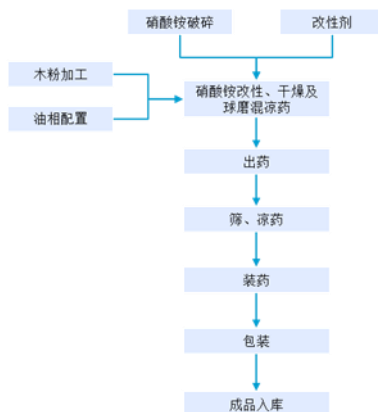 硝酸铵破碎
改性剂
木粉加工
油相配置
硝酸铵改性、干燥及
球磨混凉药
出药
筛、凉药
装药
包装
成品入库